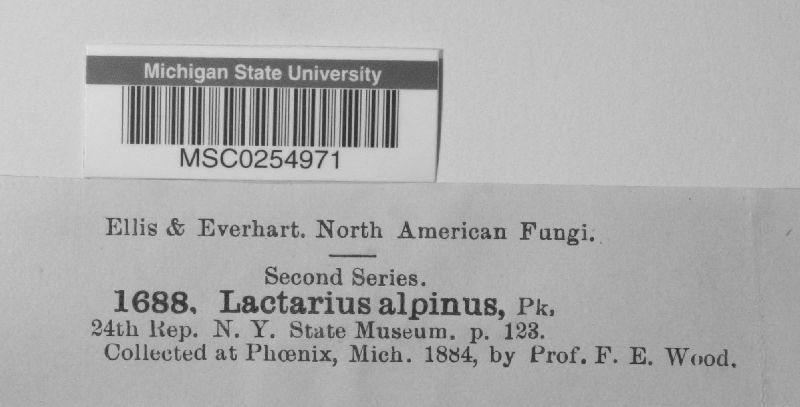 Michigan State University
MSC0254971
Ellis & Everhart. North American Fungi.
Second Series.
1688. Lactarius alpinus, Pk.
24th Rep. N. Y. State Museum. p. 123.
Collected at Phœnix, Mich. 1884, by Prof. F. E. Wood.